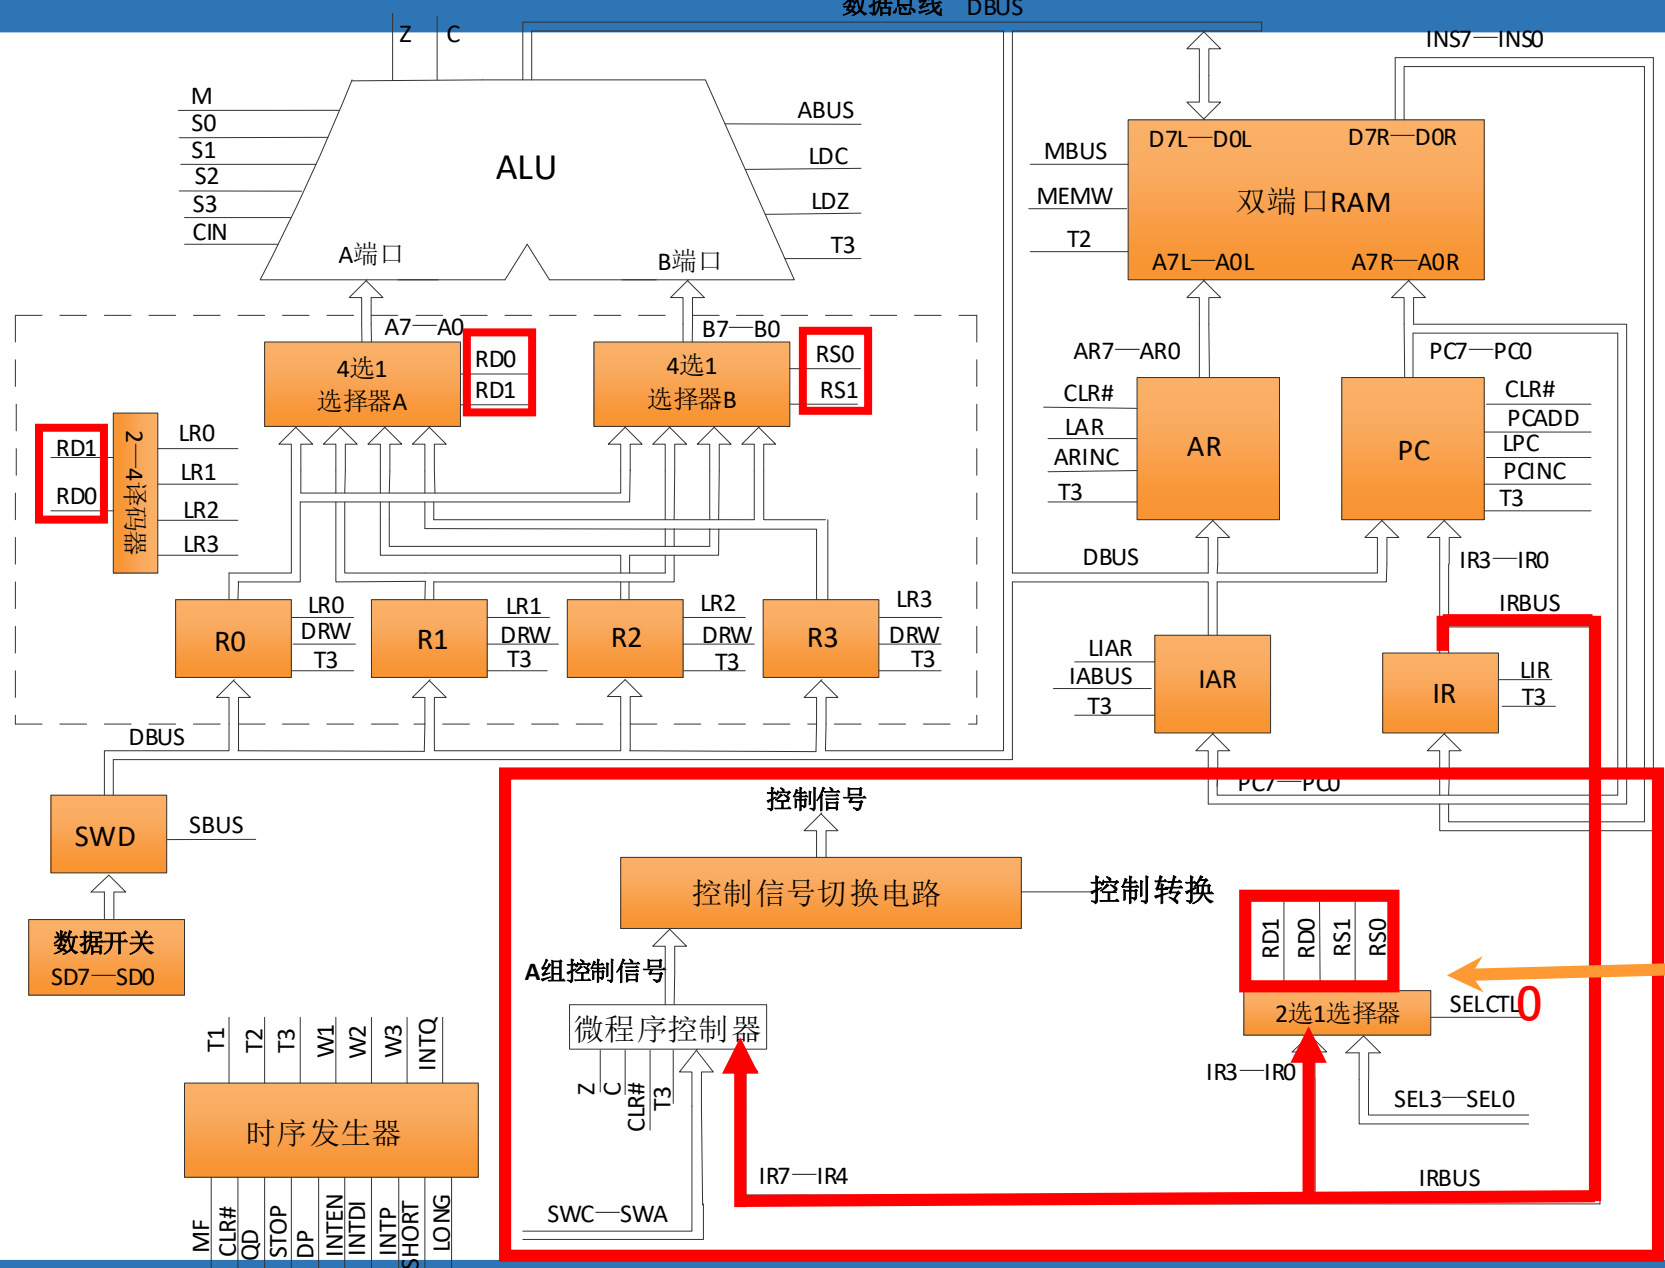 数据总线 DBUS
Z
C
INS7—INS0
M
S0
S1
S2
S3
CIN
ALU
A端口
B端口
ABUS
LDC
LDZ
T3
MBUS
MEMW
T2
D7L—D0L
D7R—D0R
双端口RAM
A7L—A0L
A7R—A0R
A7—A0
B7—B0
4选1
选择器A
RD0
RD1
4选1
选择器B
RS0
RS1
AR7—AR0
PC7—PC0
CLR#
LAR
ARINC
T3
AR
PC
CLR#
PCADD
LPC
PCINC
T3
RD1
RD0
2—4译码器
LR0
LR1
LR2
LR3
DBUS
IR3—IR0
IRBUS
R0
LR0
DRW
T3
R1
LR1
DRW
T3
R2
LR2
DRW
T3
R3
LR3
DRW
T3
LIAR
IABUS
T3
IAR
IR
LIR
T3
DBUS
PC7—PC0
SWD
SBUS
数据开关
SD7—SD0
控制信号
控制信号切换电路
控制转换
A组控制信号
微程序控制器
Z
C
CLR#
T3
RD1
RD0
RS1
RS0
2选1选择器
SELCTL
0
IR3—IR0
SEL3—SEL0
IR7—IR4
IRBUS
SWC—SWA
T1
T2
T3
W1
W2
W3
INTQ
时序发生器
MF
CLR#
QD
STOP
DP
INTEN
INTDI
INTP
SHORT
LONG